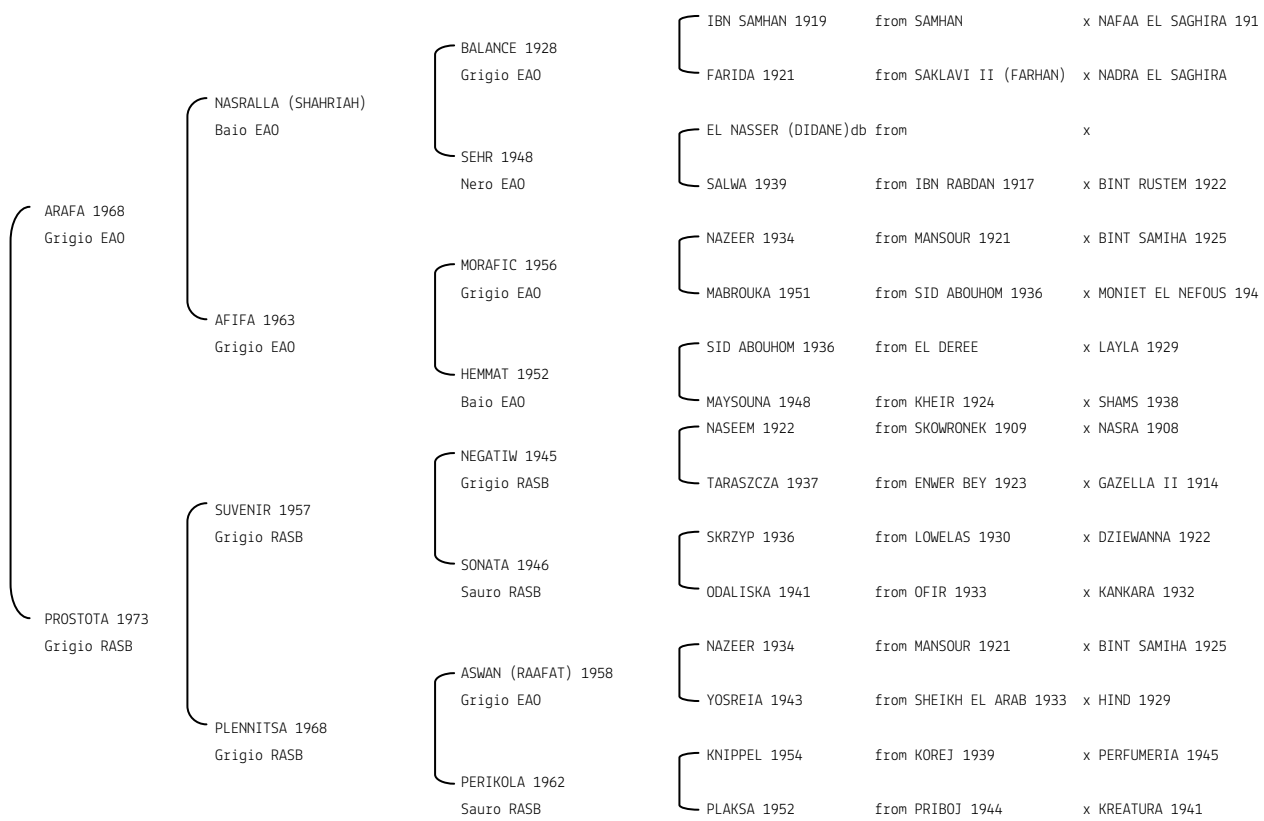 IBN SAMHAN 1919 from SAMHAN x NAFAA EL SAGHIRA 191
BALANCE 1928
Grigio EAO FARIDA 1921 from SAKLAVI II (FARHAN) x NADRA EL SAGHIRA
NASRALLA (SHAHRIAH)
Baio EAO EL NASSER (DIDANE)db from x
SEHR 1948
Nero EAO SALWA 1939 from IBN RABDAN 1917 x BINT RUSTEM 1922
ARAFA 1968
Grigio EAO NAZEER 1934 from MANSOUR 1921 x BINT SAMIHA 1925
MORAFIC 1956
Grigio EAO MABROUKA 1951 from SID ABOUHOM 1936 x MONIET EL NEFOUS 194
AFIFA 1963
Grigio EAO SID ABOUHOM 1936 from EL DEREE x LAYLA 1929
HEMMAT 1952
Baio EAO MAYSOUNA 1948 from KHEIR 1924 x SHAMS 1938
NASEEM 1922 from SKOWRONEK 1909 x NASRA 1908
NEGATIW 1945
Grigio RASB TARASZCZA 1937 from ENWER BEY 1923 x GAZELLA II 1914
SUVENIR 1957
Grigio RASB SKRZYP 1936 from LOWELAS 1930 x DZIEWANNA 1922
SONATA 1946
Sauro RASB ODALISKA 1941 from OFIR 1933 x KANKARA 1932
PROSTOTA 1973
Grigio RASB NAZEER 1934 from MANSOUR 1921 x BINT SAMIHA 1925
ASWAN (RAAFAT) 1958
Grigio EAO YOSREIA 1943 from SHEIKH EL ARAB 1933 x HIND 1929
PLENNITSA 1968
Grigio RASB KNIPPEL 1954 from KOREJ 1939 x PERFUMERIA 1945
PERIKOLA 1962
Sauro RASB PLAKSA 1952 from PRIBOJ 1944 x KREATURA 1941